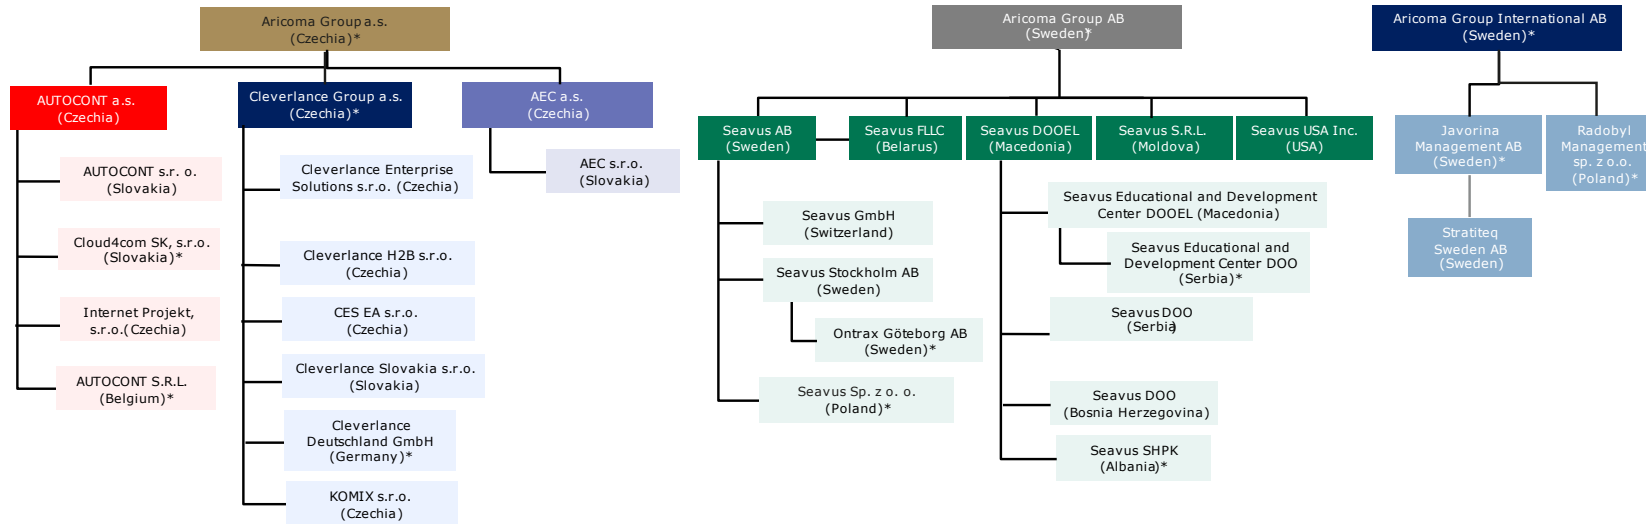 Aricoma Group a.s.
(Czechia)*
AUTOCONT a.s.
(Czechia)
AUTOCONT s.r. o.
(Slovakia)
Cloud4com SK, s.r.o.
(Slovakia)*
Internet Projekt,
s.r.o.(Czechia)
AUTOCONT S.R.L.
(Belgium)*
Cleverlance Group a.s.
(Czechia)*
Cleverlance Enterprise
Solutions s.r.o. (Czechia)
Cleverlance H2B s.r.o.
(Czechia)
CES EA s.r.o.
(Czechia)
Cleverlance Slovakia s.r.o.
(Slovakia)
Cleverlance
Deutschland GmbH
(Germany)*
KOMIX s.r.o.
(Czechia)
AEC a.s.
(Czechia)
AEC s.r.o.
(Slovakia)
Aricoma Group AB
(Sweden)*
Seavus AB
(Sweden)
Seavus GmbH
(Switzerland)
Seavus Stockholm AB
(Sweden)
Ontrax Göteborg AB
(Sweden)*
Seavus Sp. z o. o.
(Poland)*
Seavus FLLC
(Belarus)
Seavus DOOEL
(Macedonia)
Seavus Educational and Development
Center DOOEL (Macedonia)
Seavus Educational and
Development Center DOO
(Serbia)*
Seavus DOO
(Serbia)
Seavus DOO
(Bosnia Herzegovina)
Seavus SHPK
(Albania)*
Seavus S.R.L.
(Moldova)
Seavus USA Inc.
(USA)
Aricoma Group International AB
(Sweden)*
Javorina
Management AB
(Sweden)*
Stratiteq
Sweden AB
(Sweden)
Radobyl
Management
sp. z o.o.
(Poland)*